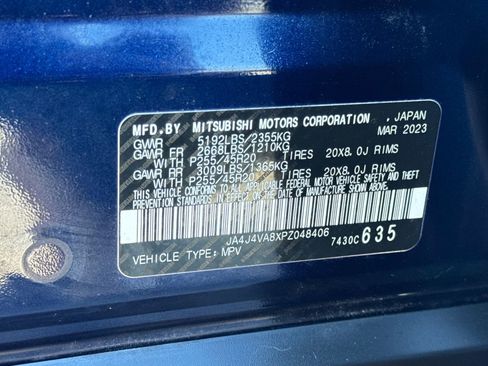 MFD.BY MITSUBISHI MOTORS CORPORATION , JAPAN
GVWR 5192LBS/2355KG MAR 2023
GAWR FR 2668LBS/1210KG
WITH P255/45R20 TIRES 20X8.0J RIMS
GAWR RR 3009LBS/1365KG
WITH P255/45R20 TIRES 20X8.0J RIMS
THIS VEHICLE CONFORMS TO ALL APPLICABLE FEDERAL MOTOR VEHICLE SAFETY AND
THEFT PREVENTION STANDARDS IN EFFECT ON THE DATE OF MANUFACTURE SHOWN ABOVE.
JA4J4VA8XPZ048406
VEHICLE TYPE: MPV 7430C 635